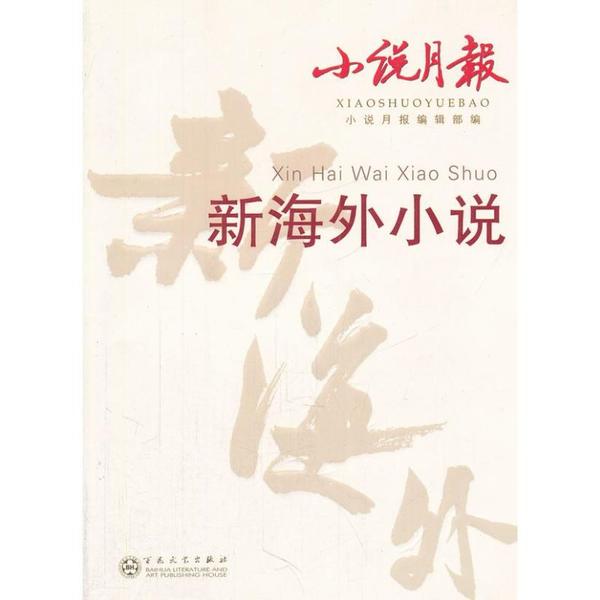 小说月報
XIAOSHUOYUEBAO
小说月报编辑部编
Xin Hai Wai Xiao Shuo
新海外小说
新
海
外
百花文艺出版社
BAIHUA LITERATURE AND
ART PUBLISHING HOUSE
BH